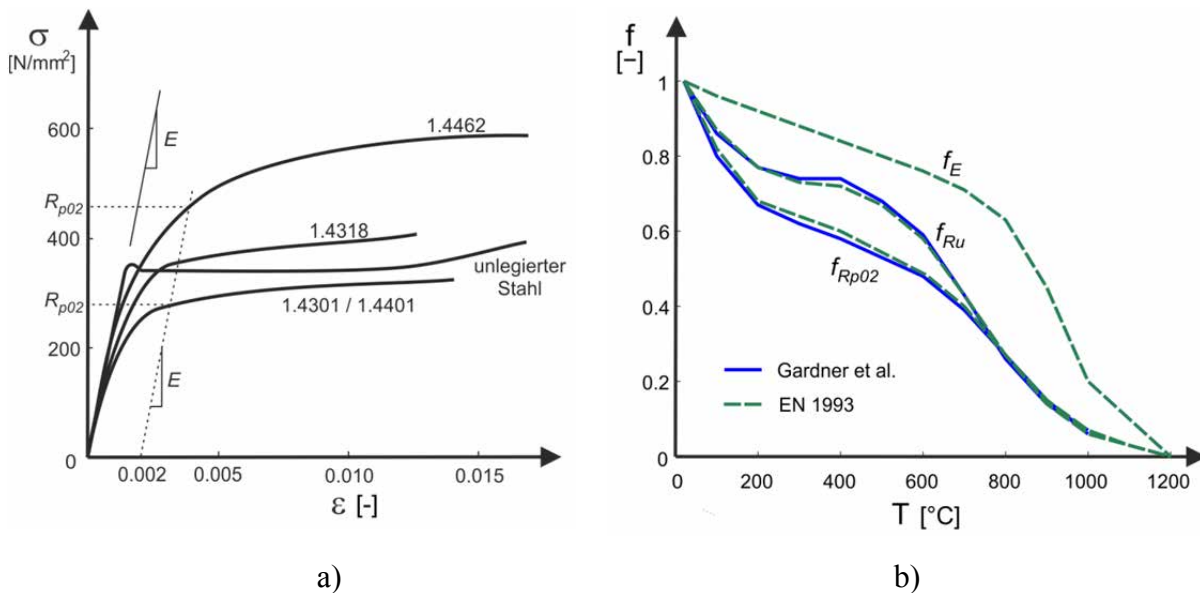 σ
[N/mm²]
600
E
1.4462
R_p02
400
1.4318
unlegierter
Stahl
R_p02
1.4301 / 1.4401
200
E
0
0.002
0.005
0.010
0.015
ε [-]
a)
f
[–]
1
0.8
f_E
0.6
f_Ru
f_Rp02
0.4
Gardner et al.
0.2
EN 1993
0
0
200
400
600
800
1000
1200
T [°C]
b)